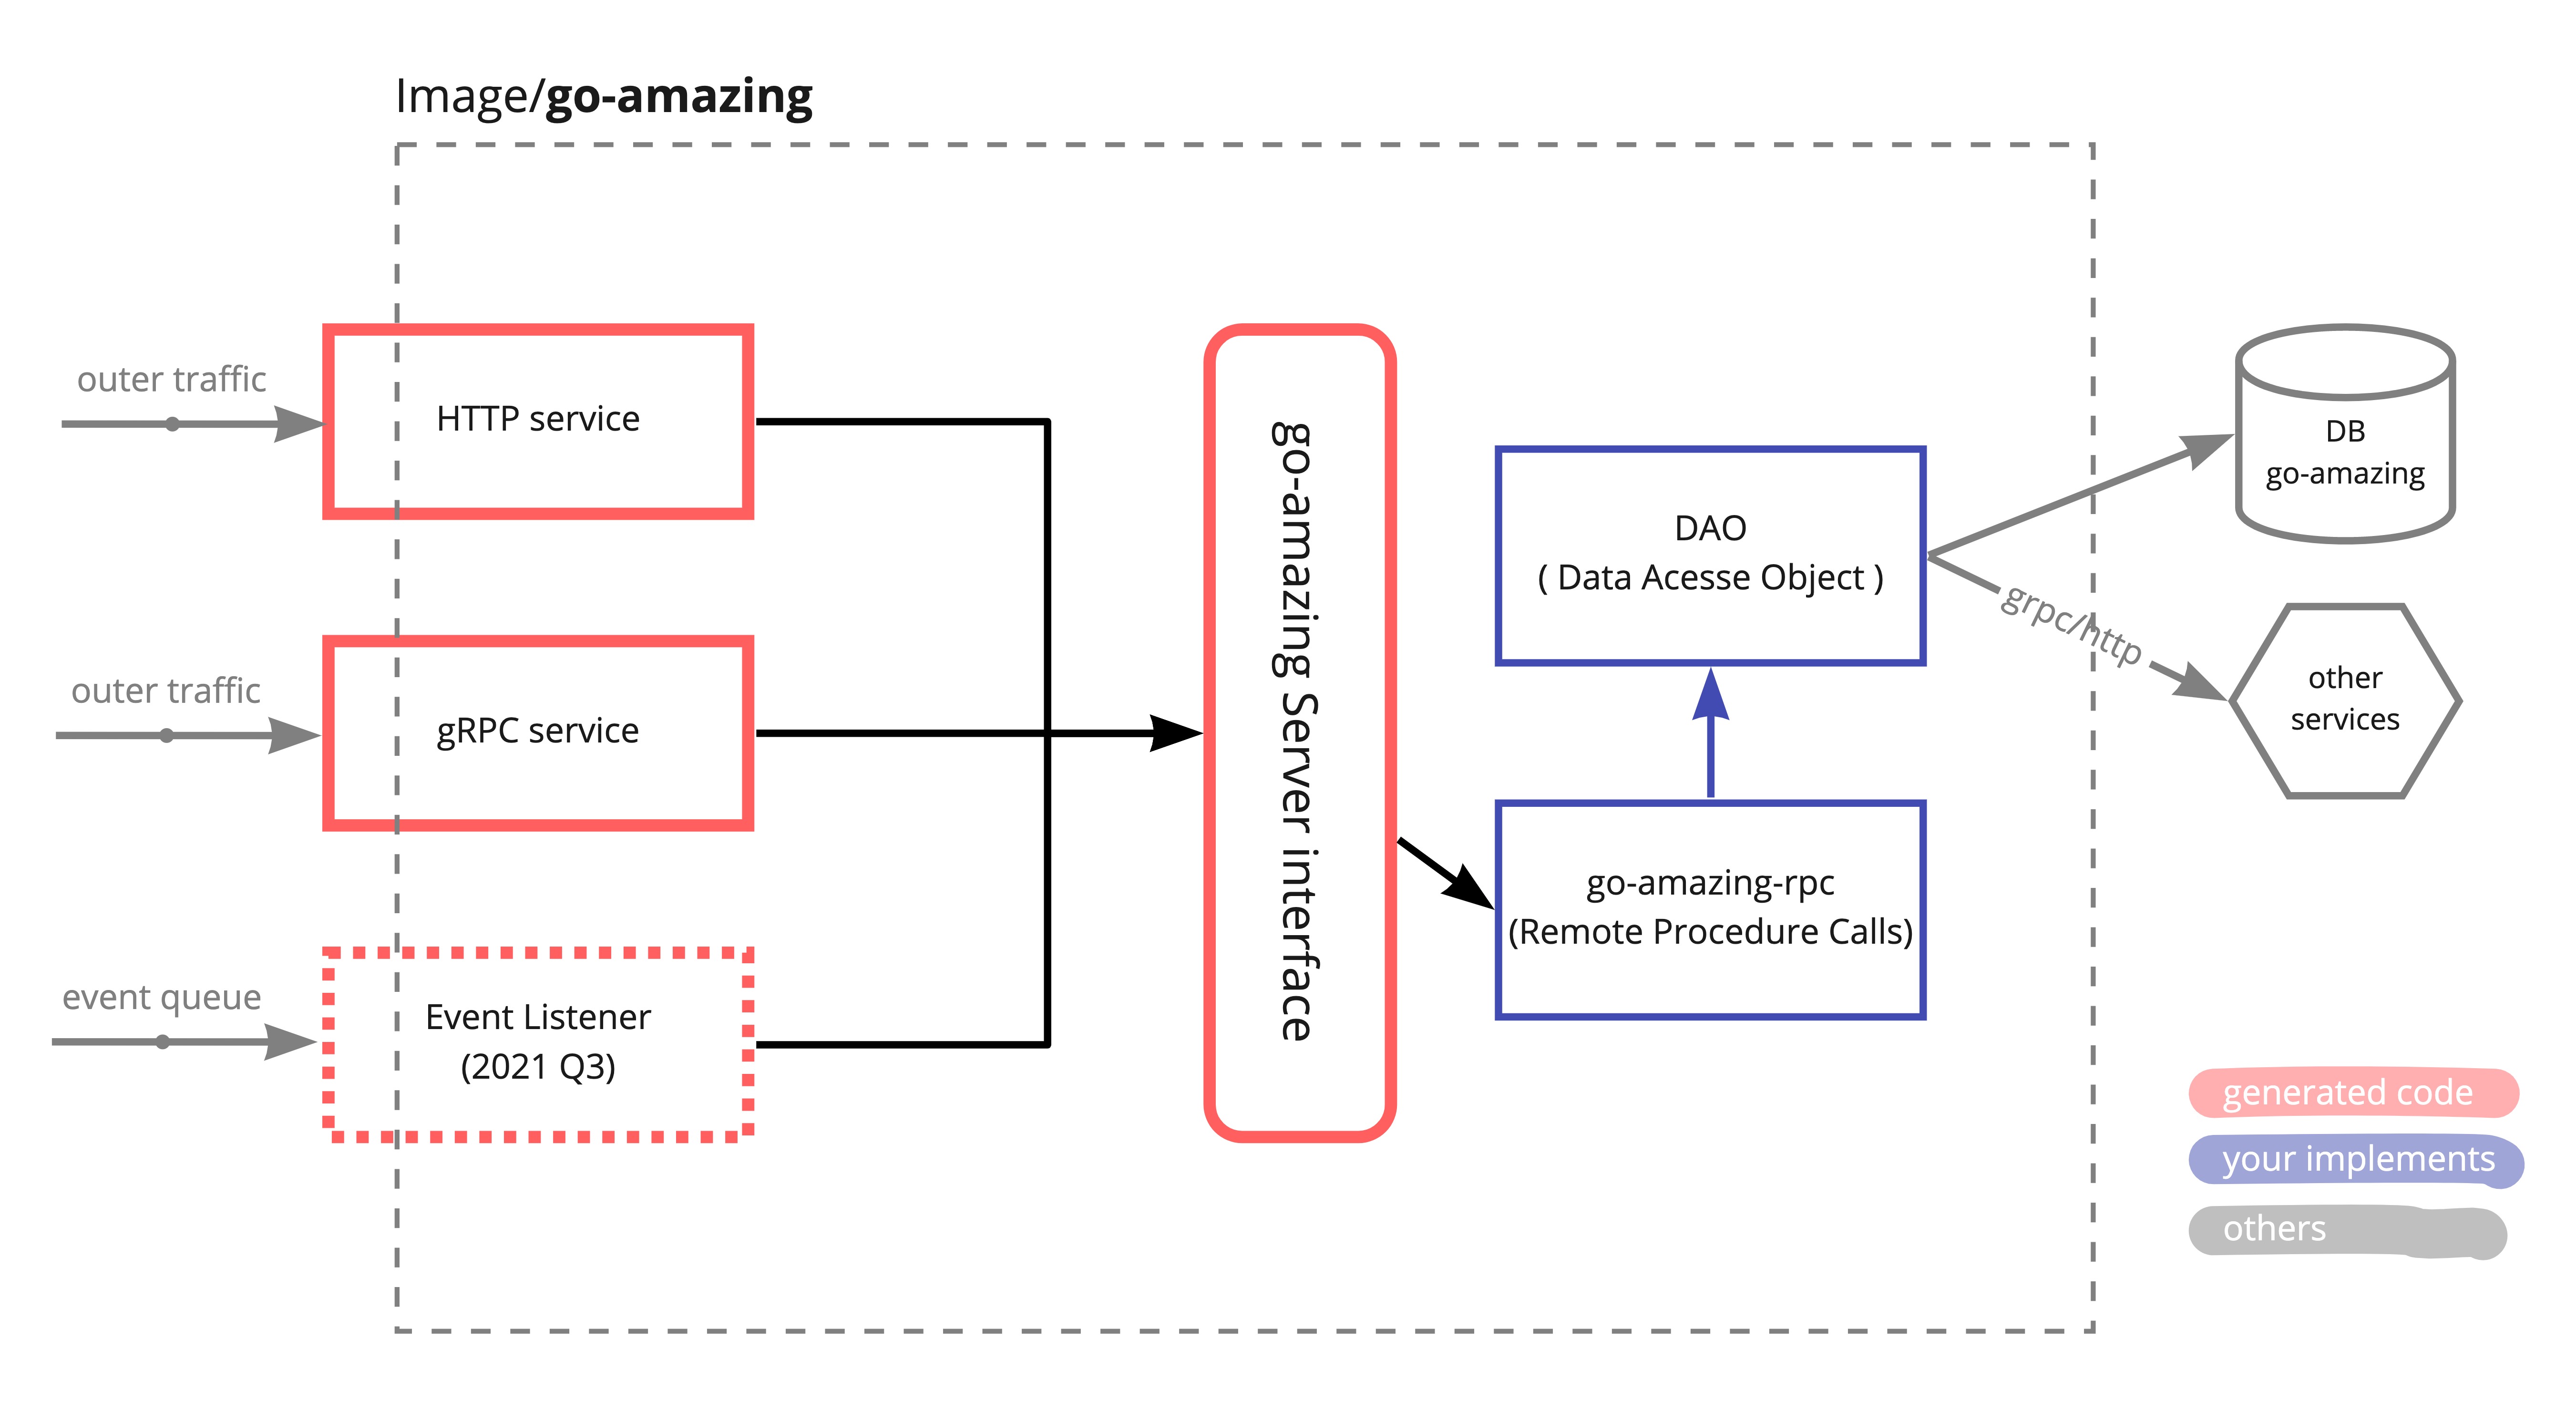 Image/go-amazing
outer traffic
HTTP service
outer traffic
gRPC service
event queue
Event Listener
(2021 Q3)
go-amazing Server interface
DAO
( Data Acesse Object )
go-amazing-rpc
(Remote Procedure Calls)
grpc/http
DB
go-amazing
other
services
generated code
your implements
others